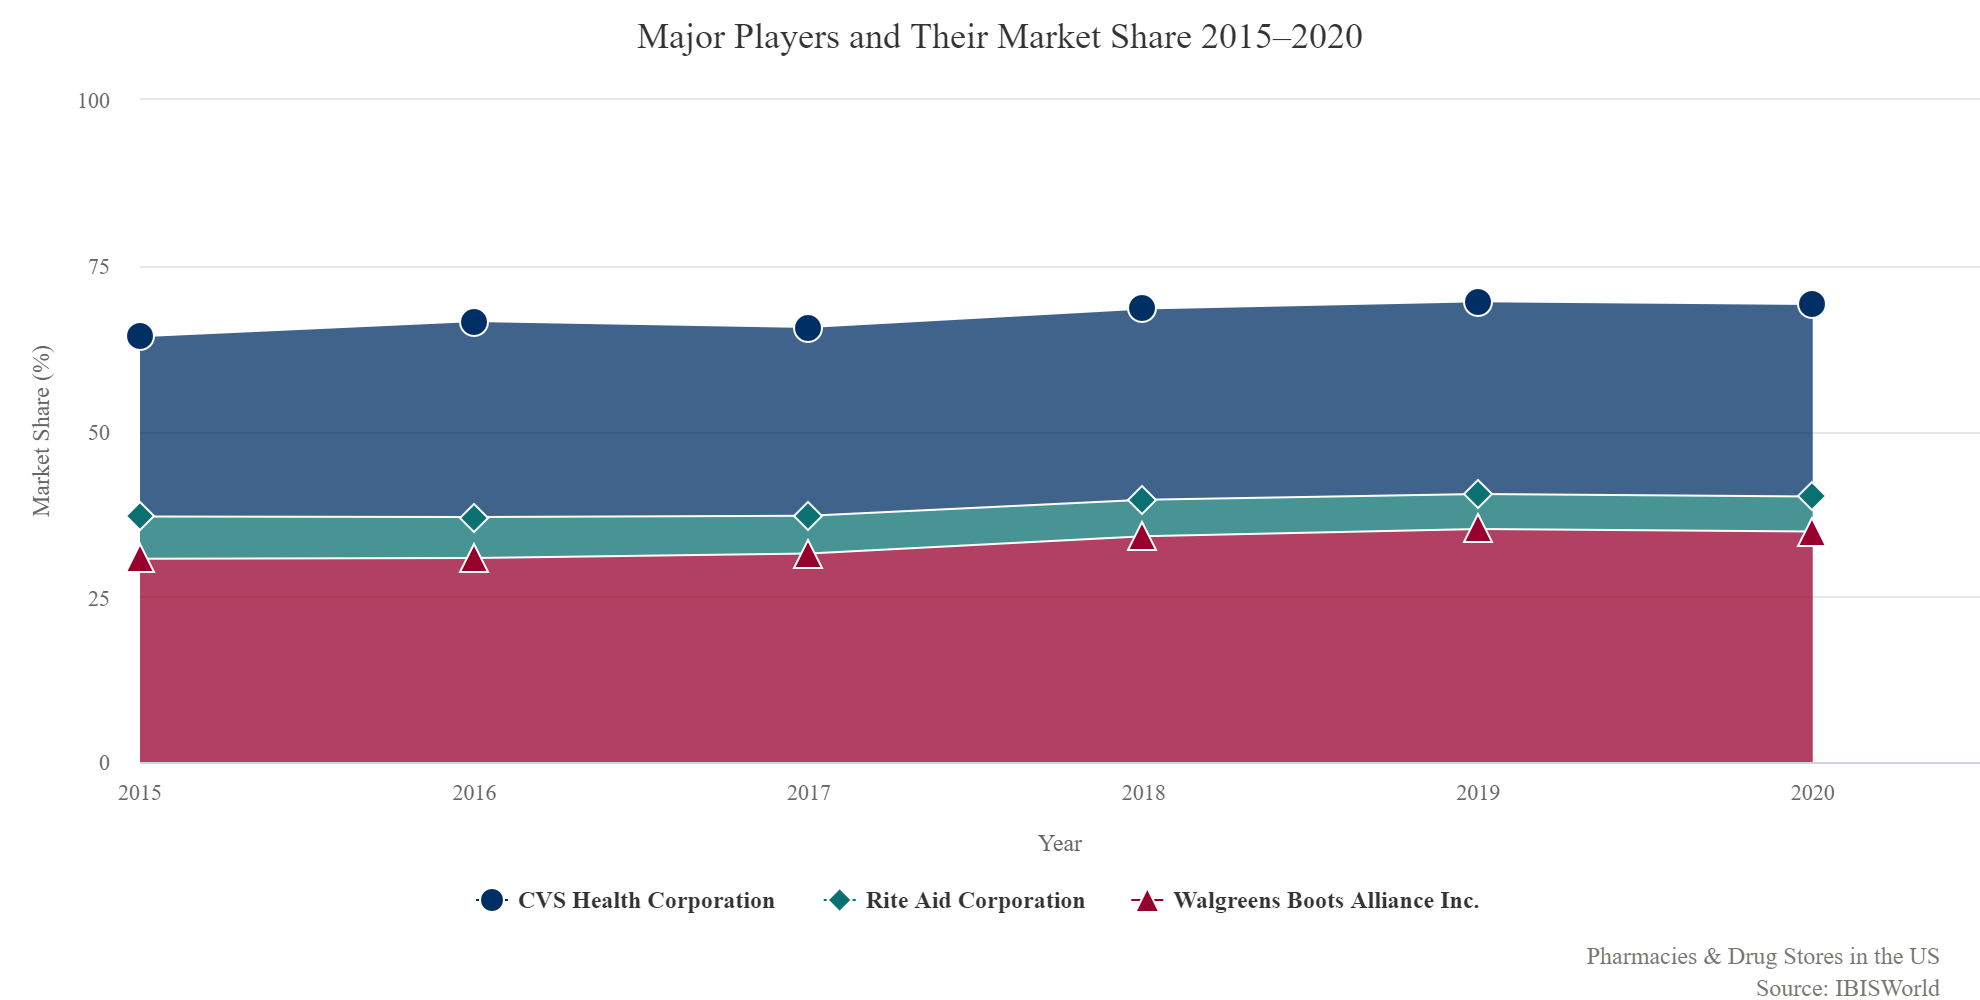 Major Players and Their Market Share 2015–2020
100
75
50
25
0
Market Share (%)
2015 2016 2017 2018 2019 2020
Year
CVS Health Corporation Rite Aid Corporation Walgreens Boots Alliance Inc.
Pharmacies & Drug Stores in the US
Source: IBISWorld